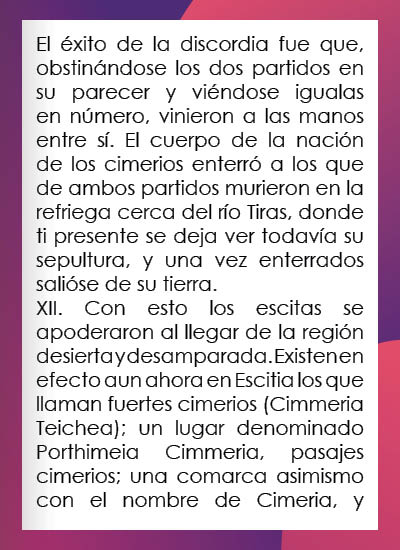 El éxito de la discordia fue que,
obstinándose los dos partidos en
su parecer y viéndose igualas
en número, vinieron a las manos
entre sí. El cuerpo de la nación
de los cimerios enterró a los que
de ambos partidos murieron en la
refriega cerca del río Tiras, donde
ti presente se deja ver todavía su
sepultura, y una vez enterrados
salióse de su tierra.
XII. Con esto los escitas se
apoderaron al llegar de la región
desierta y desamparada. Existen en
efecto aun ahora en Escitia los que
llaman fuertes cimerios (Cimmeria
Teichea); un lugar denominado
Porthimeia Cimmeria, pasajes
cimerios; una comarca asimismo
con el nombre de Cimeria, y